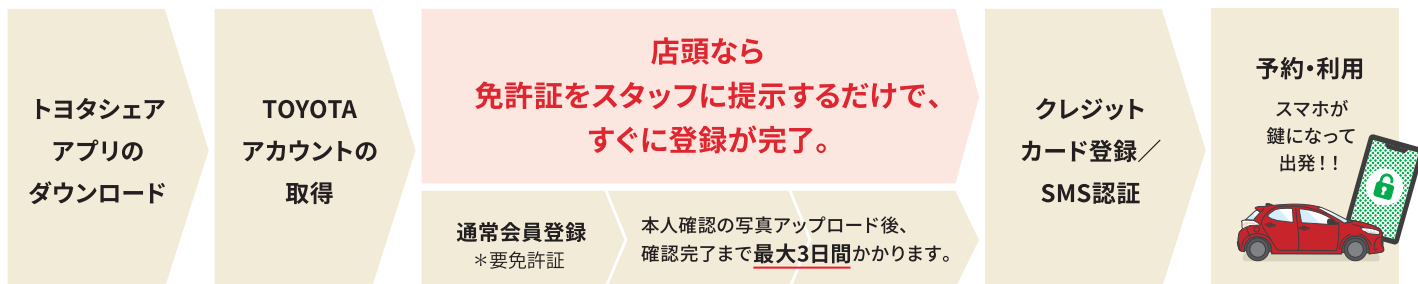 トヨタシェア
アプリの
ダウンロード
TOYOTA
アカウントの
取得
店頭なら
免許証をスタッフに提示するだけで、
すぐに登録が完了。
通常会員登録
＊要免許証
本人確認の写真アップロード後、
確認完了まで最大3日間かかります。
クレジット
カード登録／
SMS認証
予約・利用
スマホが
鍵になって
出発！！